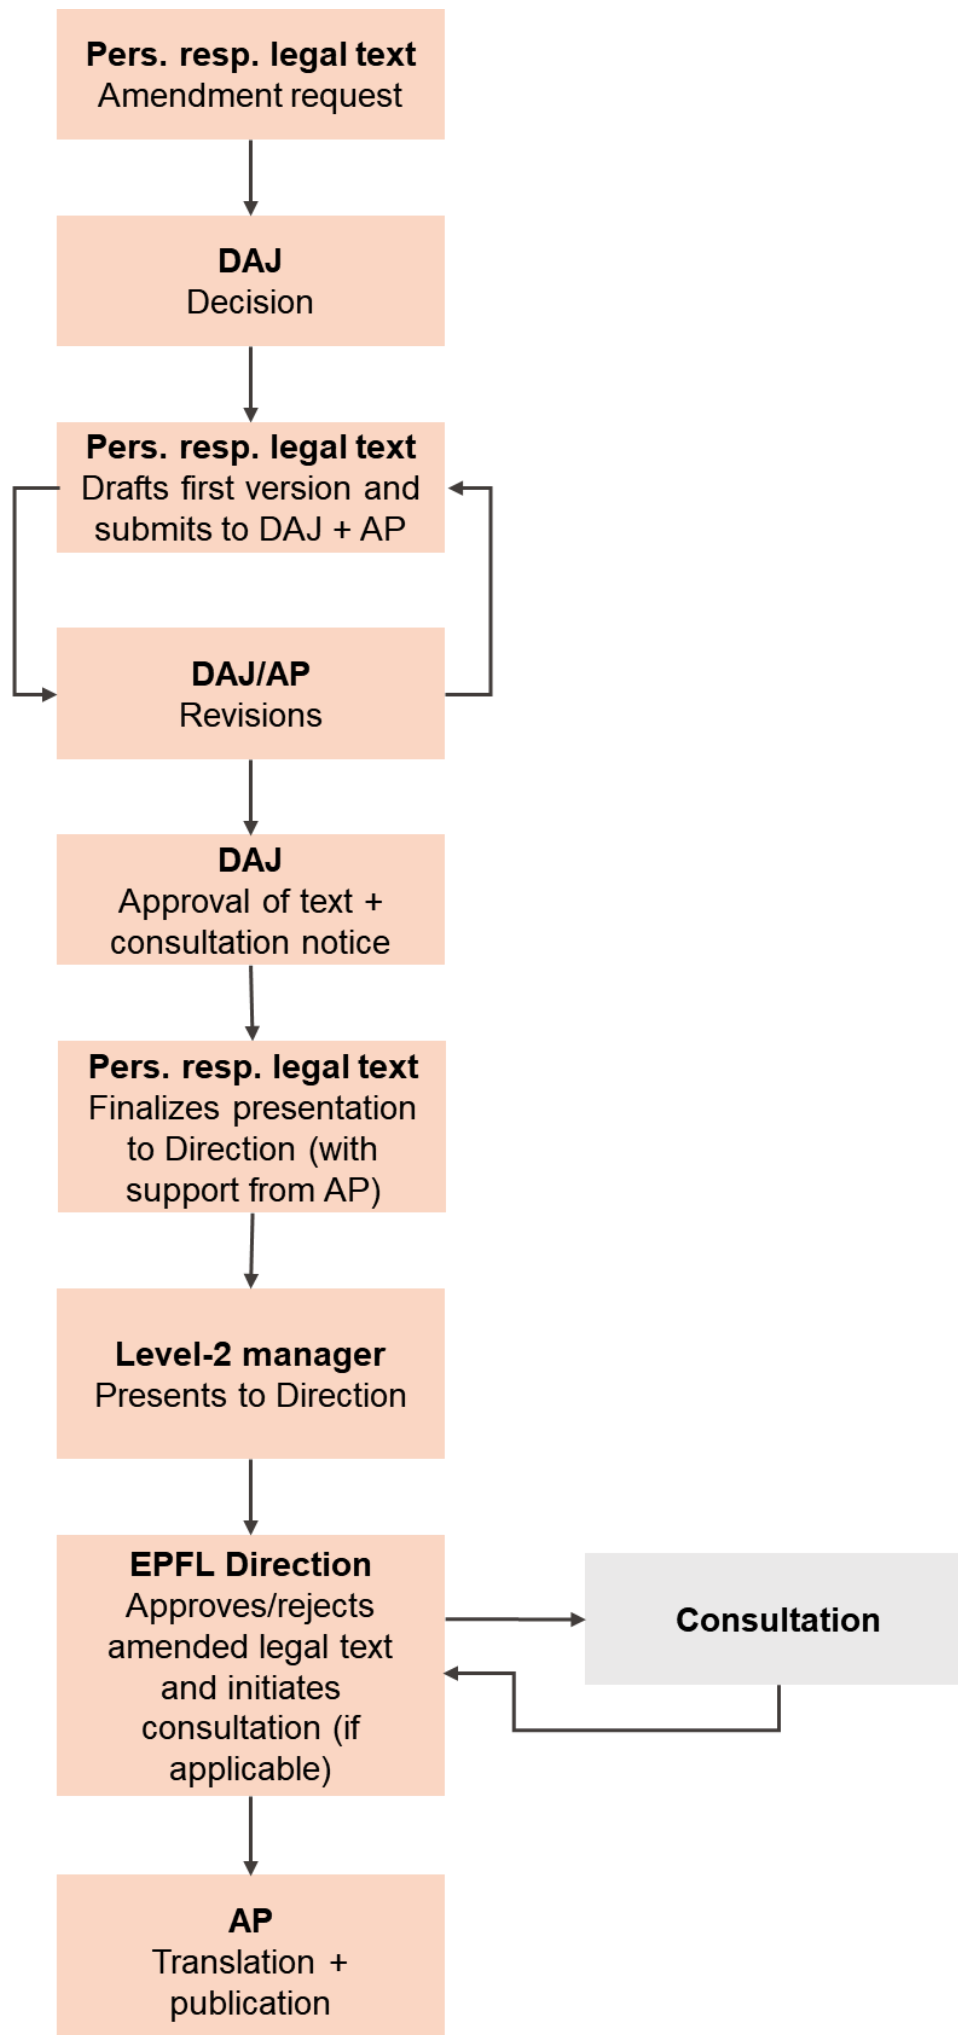 Pers. resp. legal text
Amendment request
DAJ
Decision
Pers. resp. legal text
Drafts first version and
submits to DAJ + AP
DAJ/AP
Revisions
DAJ
Approval of text +
consultation notice
Pers. resp. legal text
Finalizes presentation
to Direction (with
support from AP)
Level-2 manager
Presents to Direction
EPFL Direction
Approves/rejects
amended legal text
and initiates
consultation (if
applicable)
Consultation
AP
Translation +
publication